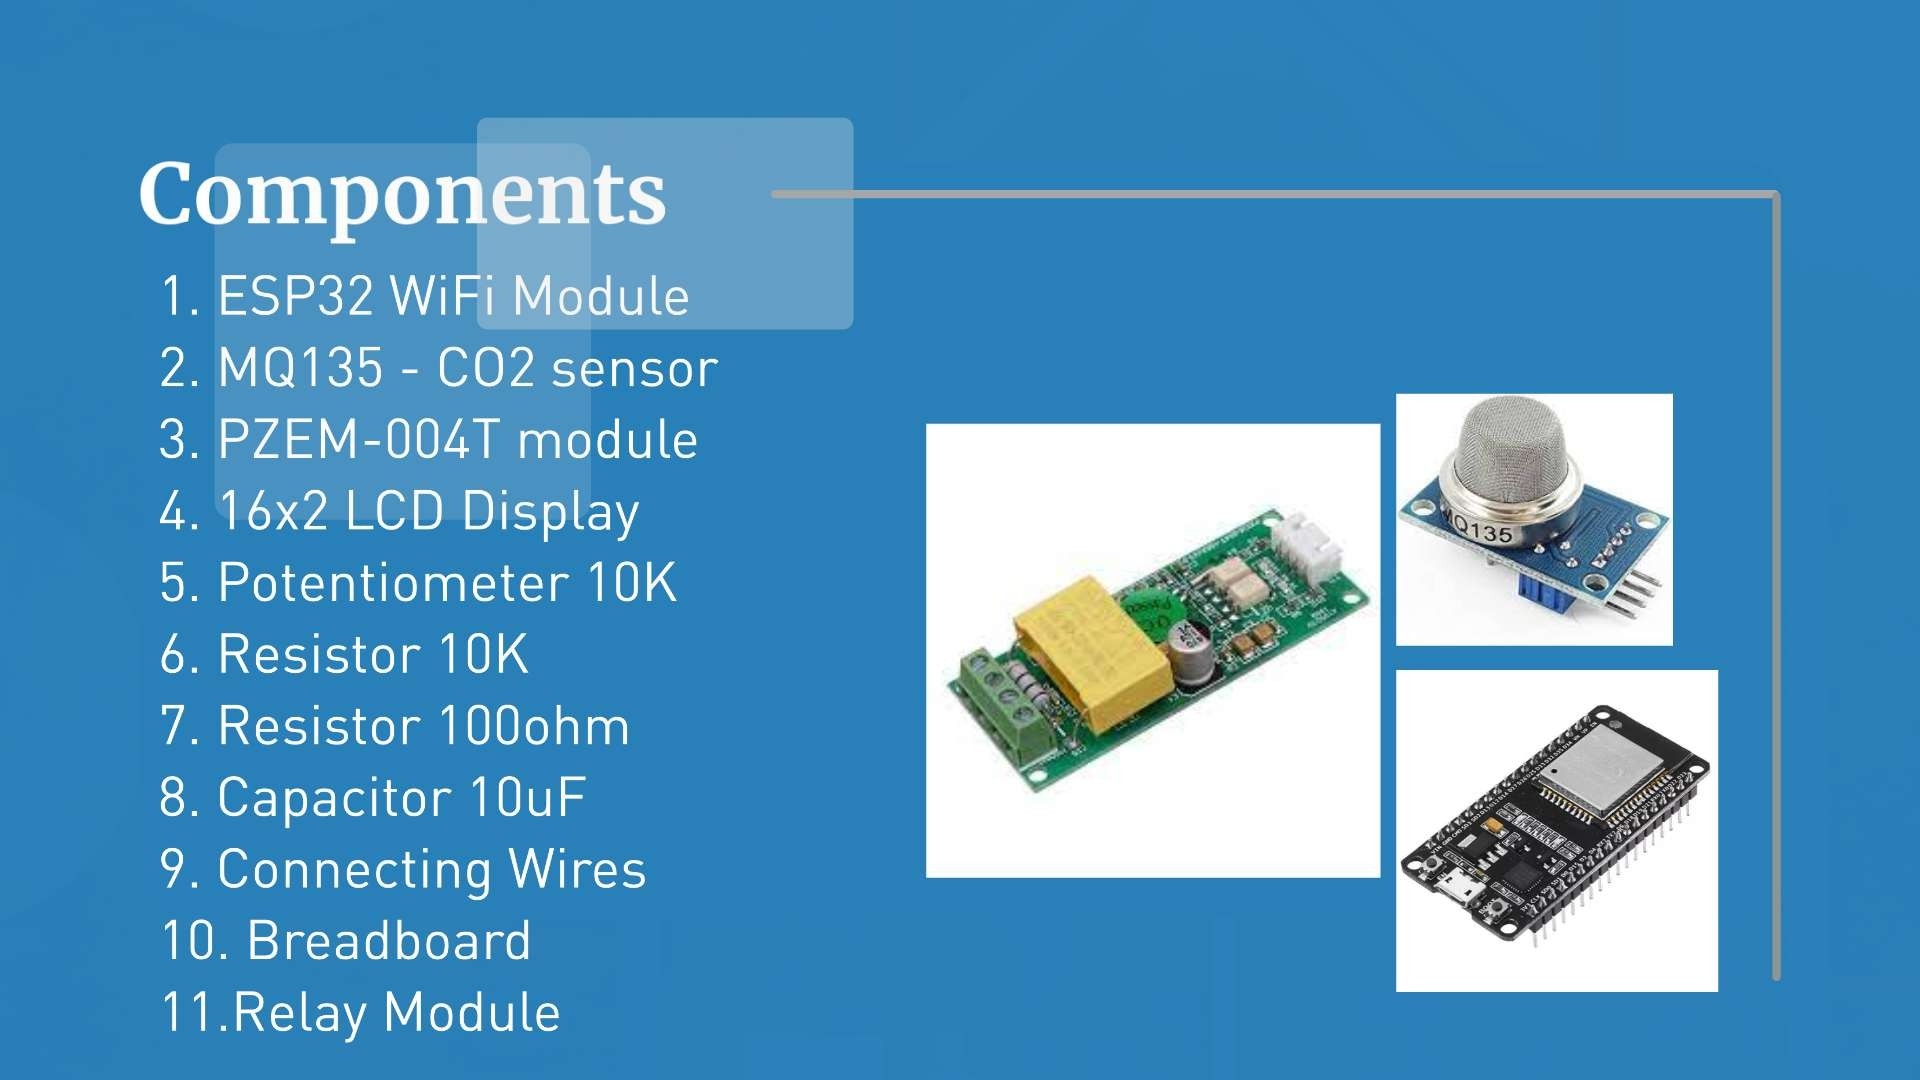 Components
1. ESP32 WiFi Module
2. MQ135 - CO2 sensor
3. PZEM-004T module
4. 16x2 LCD Display
5. Potentiometer 10K
6. Resistor 10K
7. Resistor 100ohm
8. Capacitor 10uF
9. Connecting Wires
10. Breadboard
11.Relay Module
MQ135